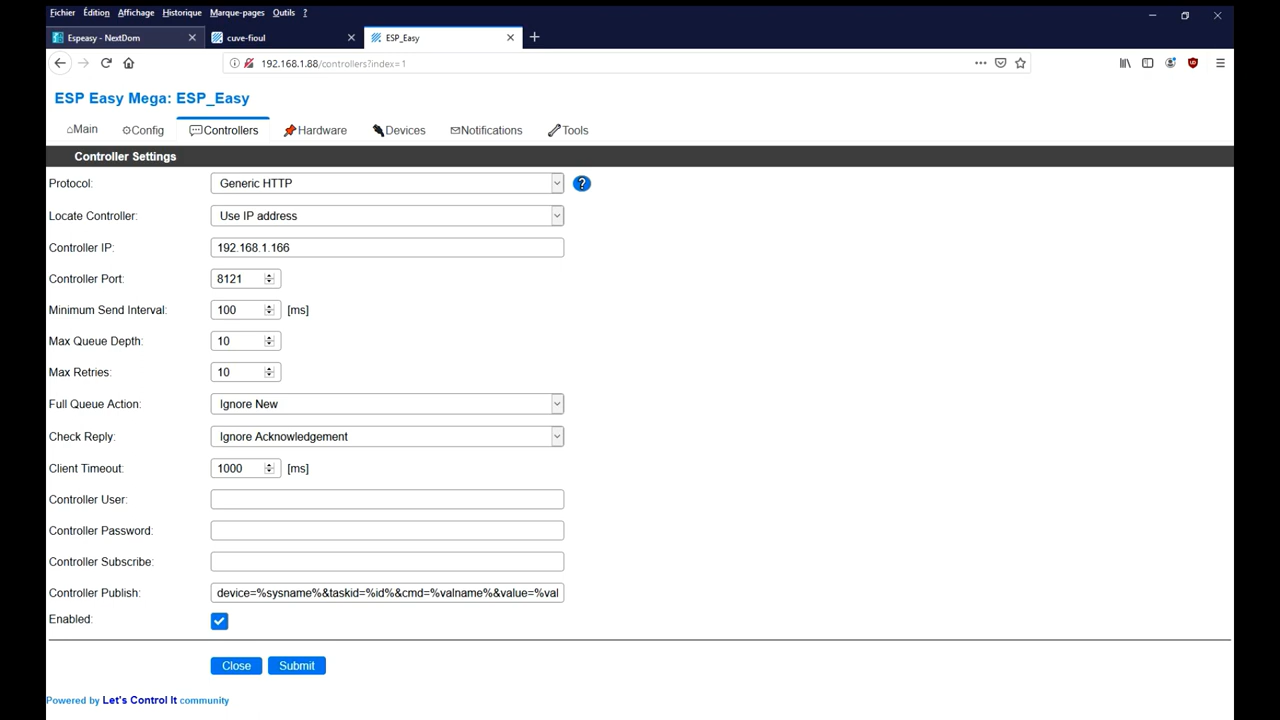 Fichier Édition Affichage Historique Marque-pages Outils ?
Espeasy - NextDom cuve-fioul ESP_Easy
192.168.1.88/controllers?index=1
ESP Easy Mega: ESP_Easy
Main Config Controllers Hardware Devices Notifications Tools
Controller Settings
Protocol: Generic HTTP ?
Locate Controller: Use IP address
Controller IP: 192.168.1.166
Controller Port: 8121
Minimum Send Interval: 100 [ms]
Max Queue Depth: 10
Max Retries: 10
Full Queue Action: Ignore New
Check Reply: Ignore Acknowledgement
Client Timeout: 1000 [ms]
Controller User:
Controller Password:
Controller Subscribe:
Controller Publish: device=%sysname%&taskid=%id%&cmd=%valname%&value=%val
Enabled:
Close Submit
Powered by Let's Control It community